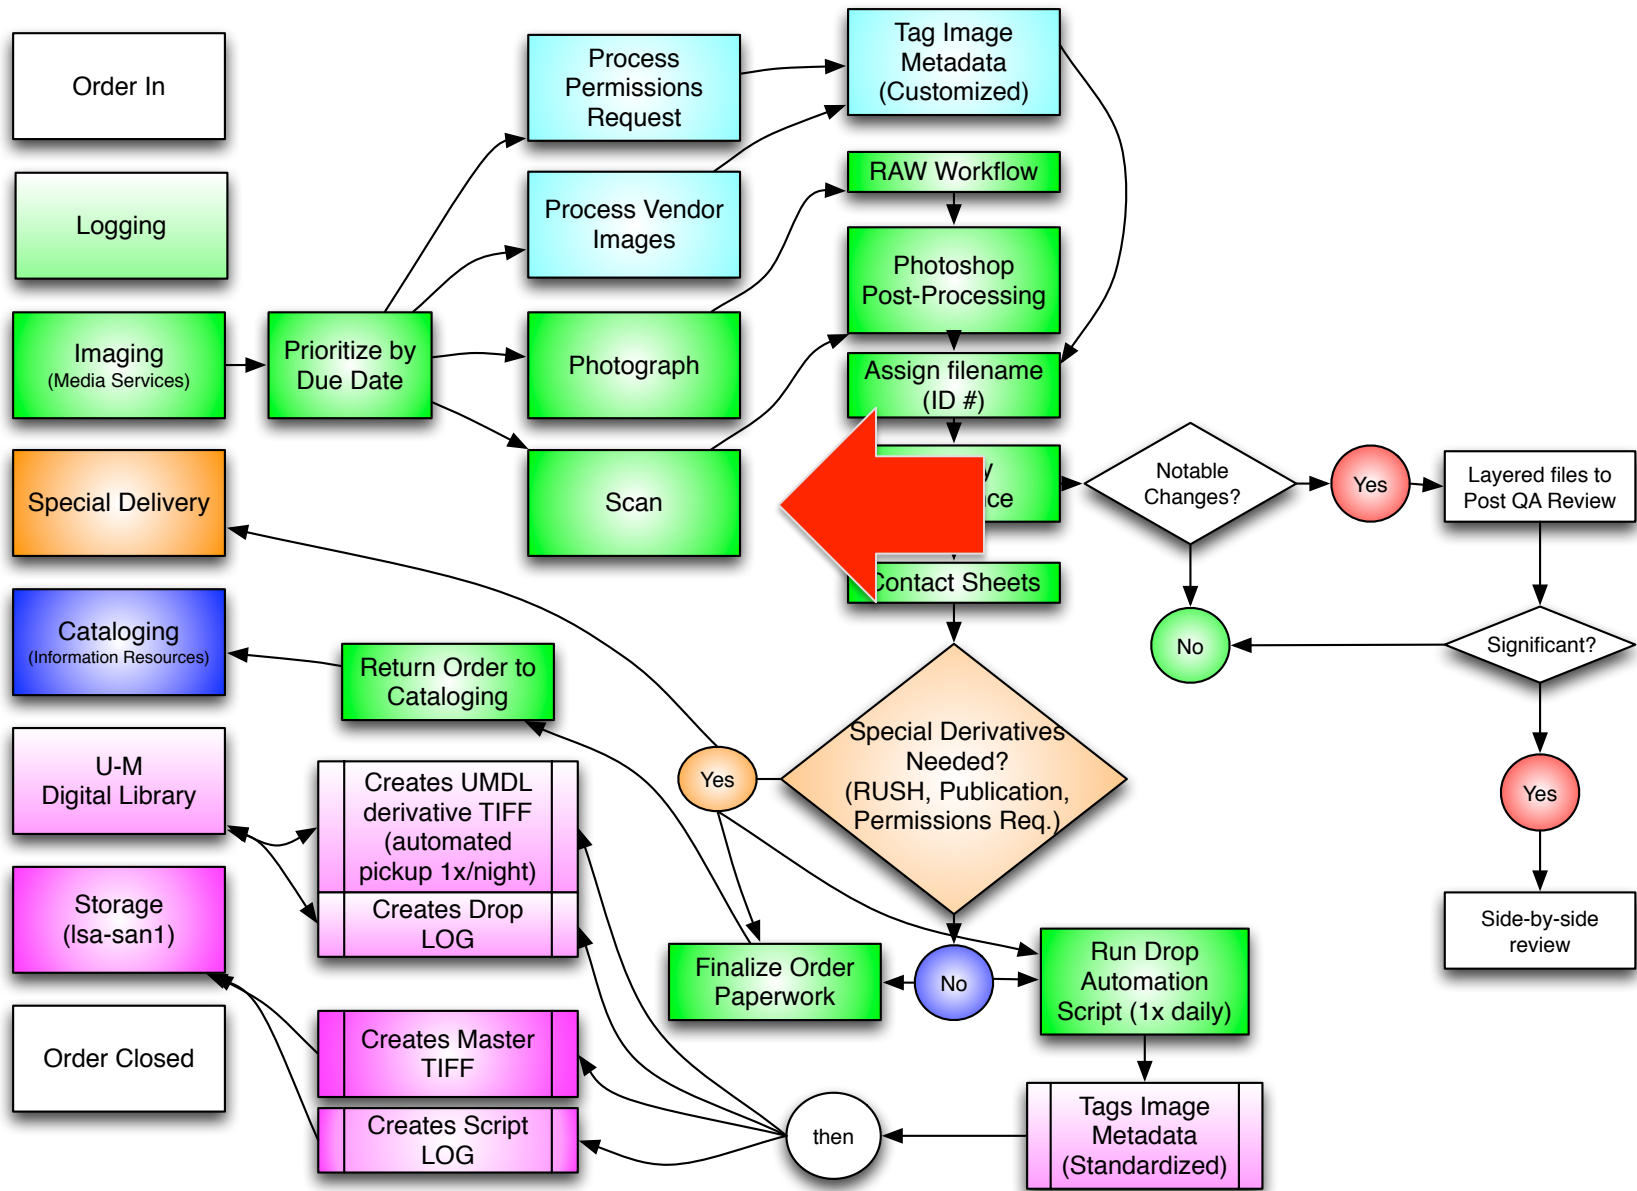 Order In
Logging
Imaging
(Media Services)
Special Delivery
Cataloging
(Information Resources)
U-M
Digital Library
Storage
(lsa-san1)
Order Closed
Prioritize by
Due Date
Process
Permissions
Request
Process Vendor
Images
Photograph
Scan
Tag Image
Metadata
(Customized)
RAW Workflow
Photoshop
Post-Processing
Assign filename
(ID #)
Contact Sheets
Notable
Changes?
Yes
Layered files to
Post QA Review
No
Significant?
Yes
Side-by-side
review
Return Order to
Cataloging
Special Derivatives
Needed?
(RUSH, Publication,
Permissions Req.)
Yes
Creates UMDL
derivative TIFF
(automated
pickup 1x/night)
Creates Drop
LOG
Finalize Order
Paperwork
No
Run Drop
Automation
Script (1x daily)
Creates Master
TIFF
Creates Script
LOG
then
Tags Image
Metadata
(Standardized)